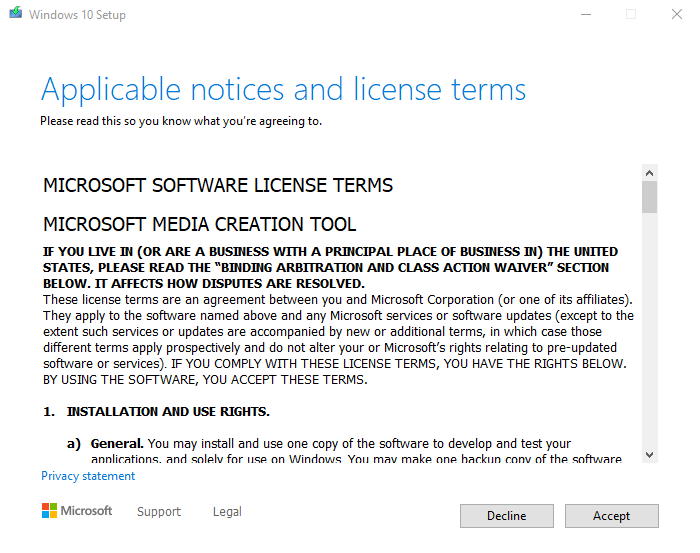 Windows 10 Setup
Applicable notices and license terms
Please read this so you know what you're agreeing to.
MICROSOFT SOFTWARE LICENSE TERMS
MICROSOFT MEDIA CREATION TOOL
IF YOU LIVE IN (OR ARE A BUSINESS WITH A PRINCIPAL PLACE OF BUSINESS IN) THE UNITED
STATES, PLEASE READ THE “BINDING ARBITRATION AND CLASS ACTION WAIVER” SECTION
BELOW. IT AFFECTS HOW DISPUTES ARE RESOLVED.
These license terms are an agreement between you and Microsoft Corporation (or one of its affiliates).
They apply to the software named above and any Microsoft services or software updates (except to the
extent such services or updates are accompanied by new or additional terms, in which case those
different terms apply prospectively and do not alter your or Microsoft’s rights relating to pre-updated
software or services). IF YOU COMPLY WITH THESE LICENSE TERMS, YOU HAVE THE RIGHTS BELOW.
BY USING THE SOFTWARE, YOU ACCEPT THESE TERMS.
1. INSTALLATION AND USE RIGHTS.
a) General. You may install and use one copy of the software to develop and test your
applications, and solely for use on Windows. You may make one backup copy of the software
Privacy statement
Microsoft Support Legal Decline Accept